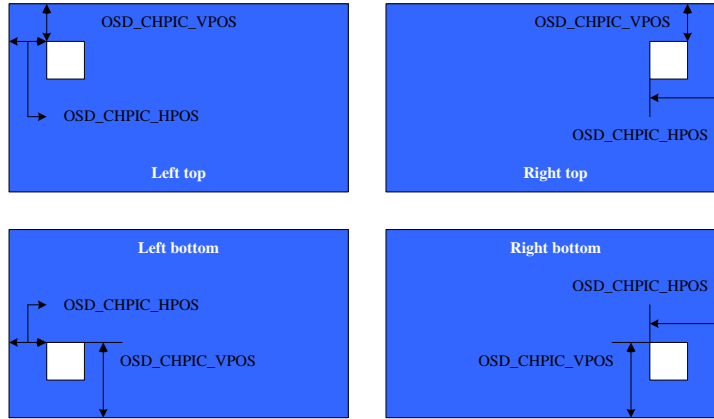 OSD_CHPIC_VPOS
OSD_CHPIC_HPOS
Left top
OSD_CHPIC_VPOS
OSD_CHPIC_HPOS
Right top
Left bottom
OSD_CHPIC_HPOS
OSD_CHPIC_VPOS
Right bottom
OSD_CHPIC_HPOS
OSD_CHPIC_VPOS